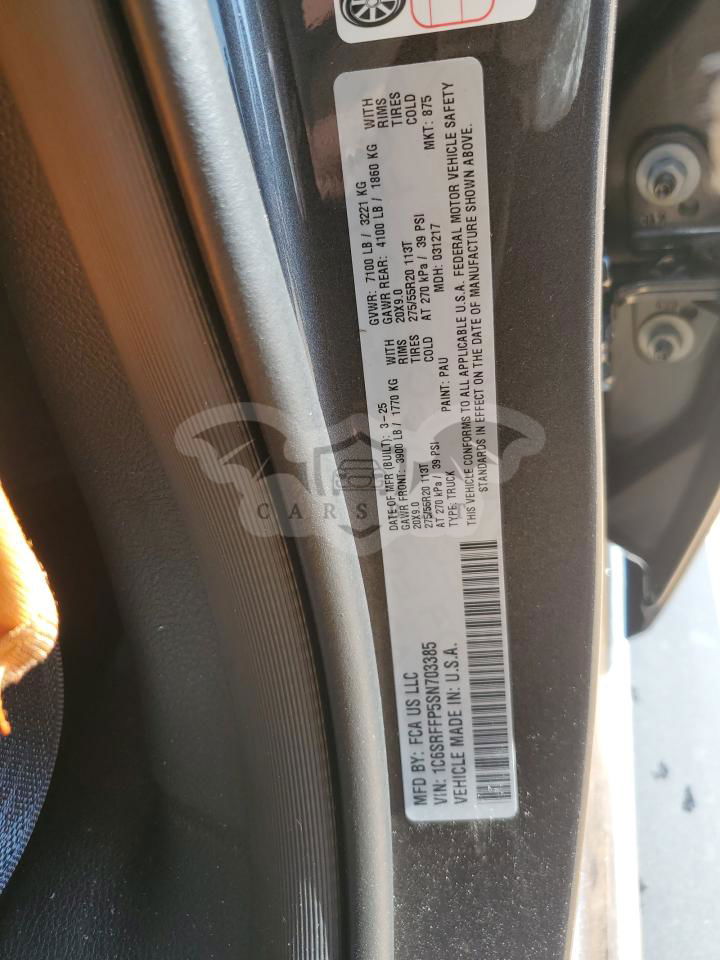 MFD BY: FCA US LLC
VIN: 1C6SRFFP5SN703385
VEHICLE MADE IN: U.S.A.
DATE OF MFR (BUILT): 3-25
GAWR FRONT: 3900 LB / 1770 KG WITH
20X9.0 RIMS
275/55R20 113T TIRES
AT 270 kPa / 39 PSI COLD
TYPE: TRUCK PAINT: PAU
GVWR: 7100 LB / 3221 KG
GAWR REAR: 4100 LB / 1860 KG WITH
20X9.0 RIMS
275/55R20 113T TIRES
AT 270 kPa / 39 PSI COLD
MDH: 031217 MKT: 875
THIS VEHICLE CONFORMS TO ALL APPLICABLE U.S.A. FEDERAL MOTOR VEHICLE SAFETY
STANDARDS IN EFFECT ON THE DATE OF MANUFACTURE SHOWN ABOVE.